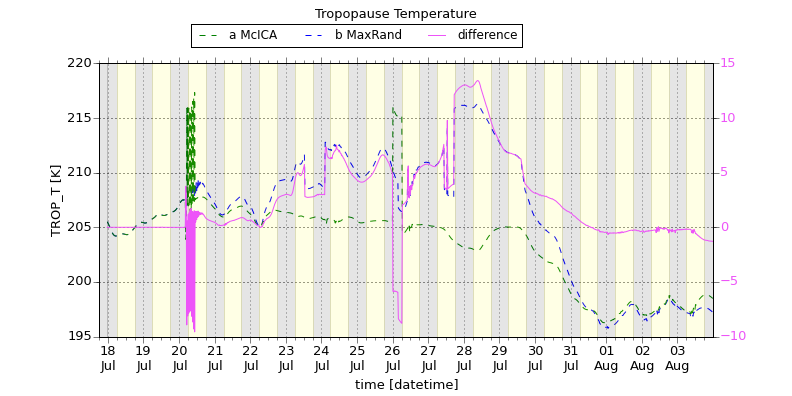 Tropopause Temperature
a McICA b MaxRand difference
220 15
215 10
210 5
205 0
200 −5
195 −10
TROP_T [K]
18 19 20 21 22 23 24 25 26 27 28 29 30 31 01 02 03
Jul Jul Jul Jul Jul Jul Jul Jul Jul Jul Jul Jul Jul Jul Aug Aug Aug
time [datetime]